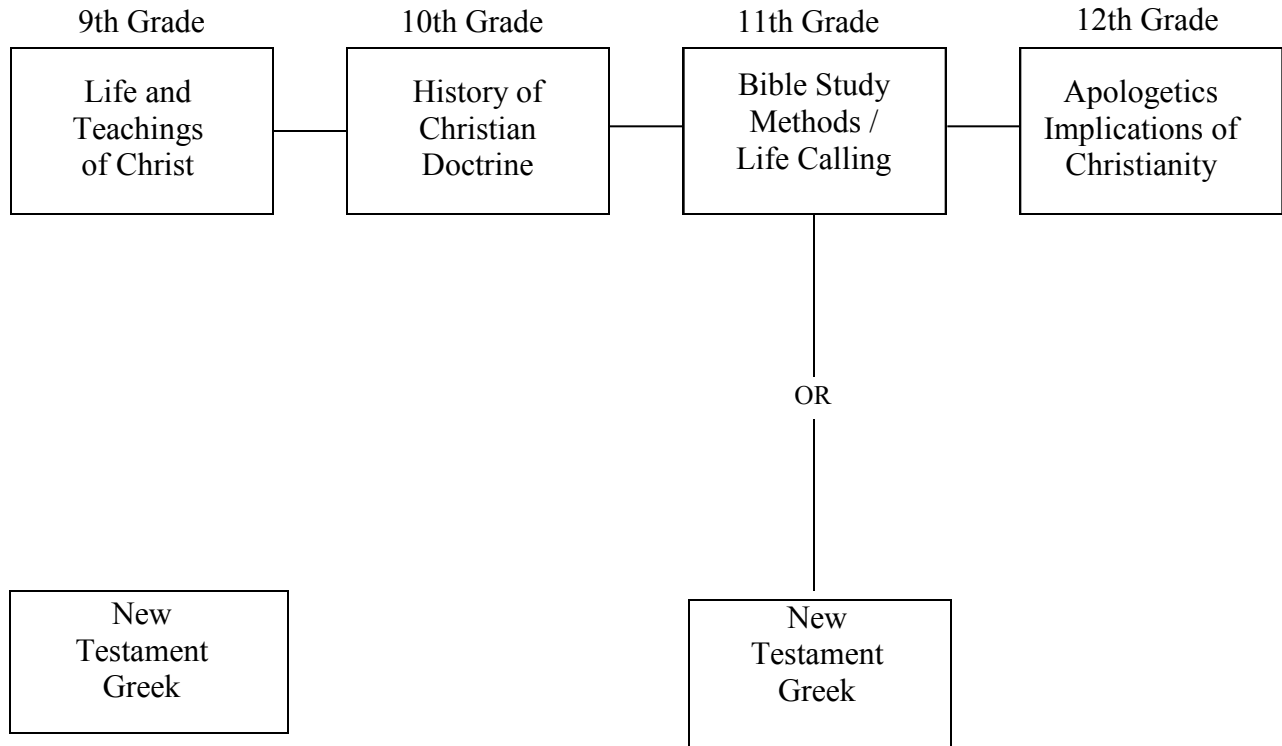 9th Grade
10th Grade
11th Grade
12th Grade
Life and
Teachings
of Christ
History of
Christian
Doctrine
Bible Study
Methods /
Life Calling
Apologetics
Implications of
Christianity
OR
New
Testament
Greek
New
Testament
Greek